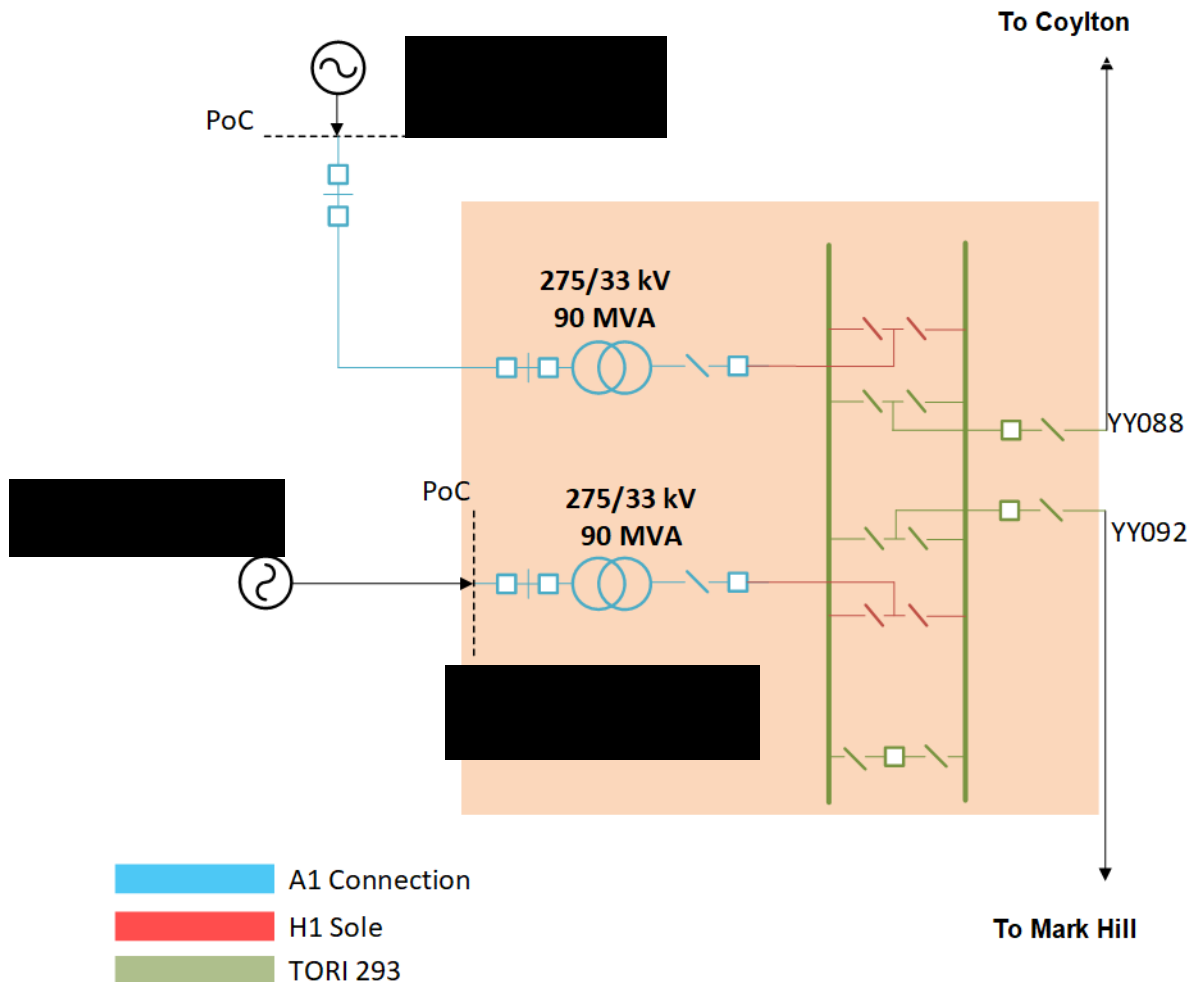 To Coylton
PoC
275/33 kV
90 MVA
YY088
PoC
275/33 kV
90 MVA
YY092
A1 Connection
H1 Sole
To Mark Hill
TORI 293